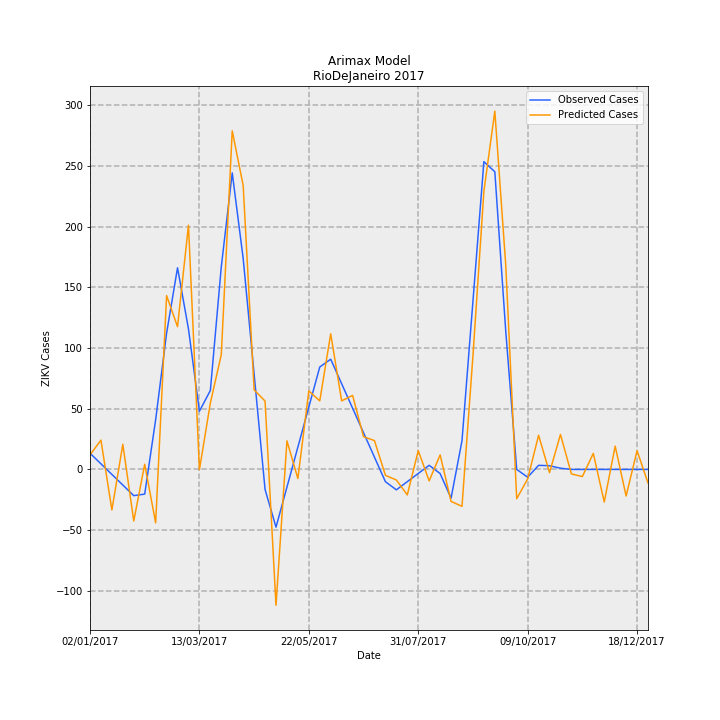 Arimax Model
RioDeJaneiro 2017
Observed Cases
Predicted Cases
300
250
200
150
100
50
0
−50
−100
ZIKV Cases
02/01/2017 13/03/2017 22/05/2017 31/07/2017 09/10/2017 18/12/2017
Date